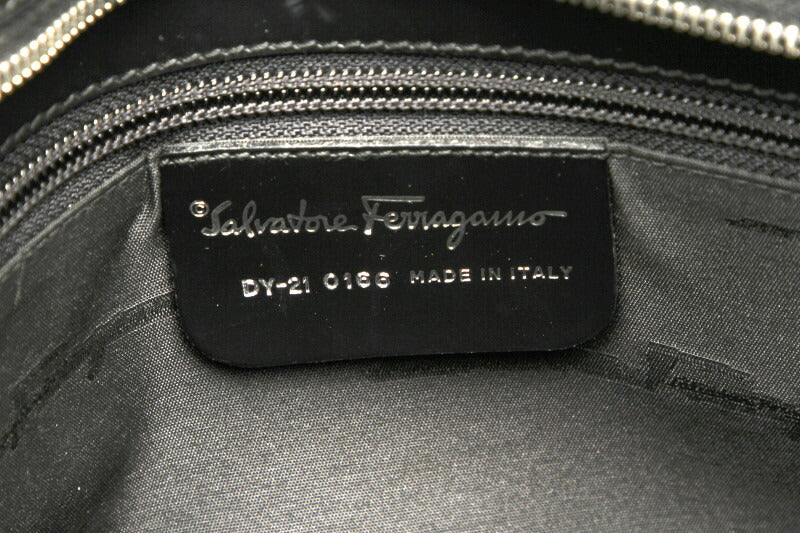 ©Salvatore Ferragamo
DY-21 0166 MADE IN ITALY